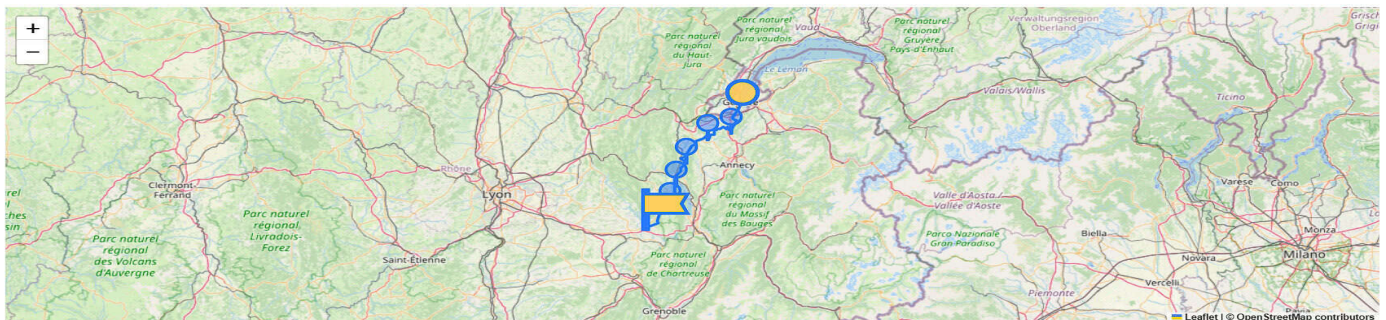 +
−
Parc naturel
régional
du Haut-
Jura
Parc naturel
régional
Jura vaudois
Vaud
Parc naturel
régional
Gruyère
Pays-d'Enhaut
Verwaltungsregion
Oberland
Le Léman
Valais/Wallis
Ticino
Rhône
Lyon
Annecy
Clermont
Ferrand
Parc naturel
régional
Livradois-
Forez
Parc naturel
régional
des Volcans
d'Auvergne
Saint-Étienne
Parc naturel
régional
du Massif
des Bauges
Parc naturel
régional
de Chartreuse
Grenoble
Valle d'Aosta /
Vallée d'Aoste
Parco Nazionale
Gran Paradiso
Biella
Varese
Como
Monza
Milano
Novara
Vercelli
Piemonte
Pavia
Leaflet | © OpenStreetMap contributors